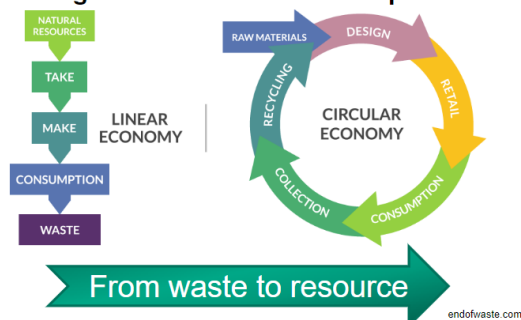 NATURAL
RESOURCES
TAKE
MAKE
CONSUMPTION
WASTE
LINEAR
ECONOMY
RAW MATERIALS
DESIGN
RETAIL
CONSUMPTION
COLLECTION
RECYCLING
CIRCULAR
ECONOMY
From waste to resource
endofwaste.com